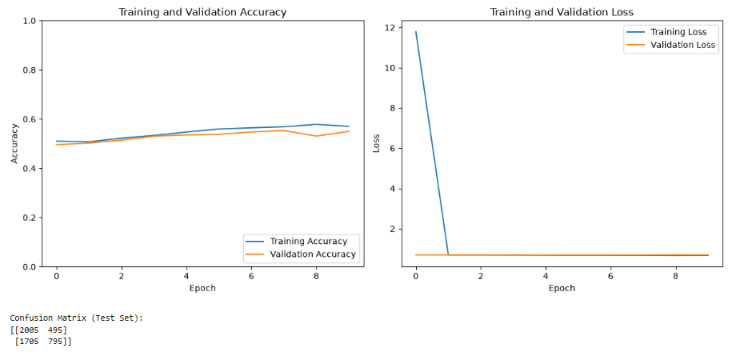 Training and Validation Accuracy
1.0
0.8
0.6
0.4
0.2
0.0
Accuracy
0 2 4 6 8
Epoch
Training Accuracy
Validation Accuracy
Training and Validation Loss
12
10
8
6
4
2
Loss
0 2 4 6 8
Epoch
Training Loss
Validation Loss
Confusion Matrix (Test Set):
[[2005 495]
[1705 795]]